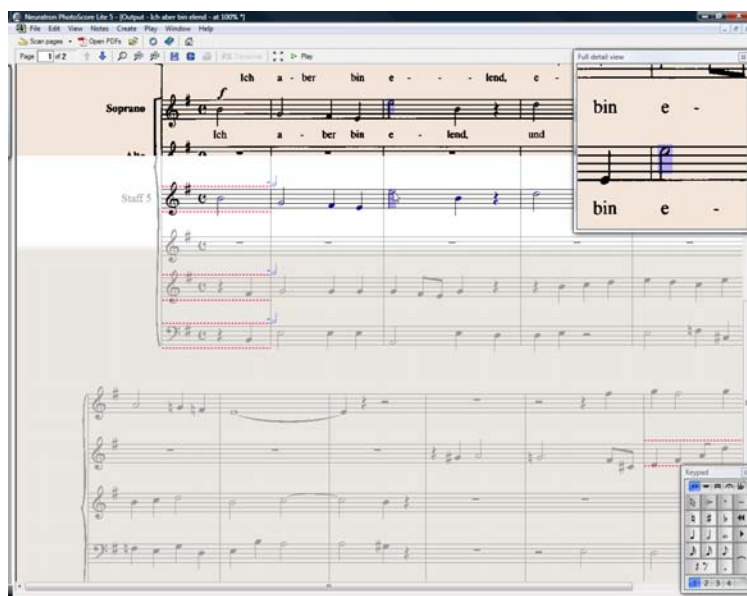 Neuratron PhotoScore Lite 5 - [Output - Ich aber bin elend - at 100% *]
File Edit View Notes Create Play Window Help
Scan pages Open PDFs
Page 1 of 2 Play
Full detail view
Ich a - ber bin e - lend, e -
bin e -
Soprano
Ich a - ber bin e - lend, und
bin e -
Staff 5
Keypad
1 2 3 4